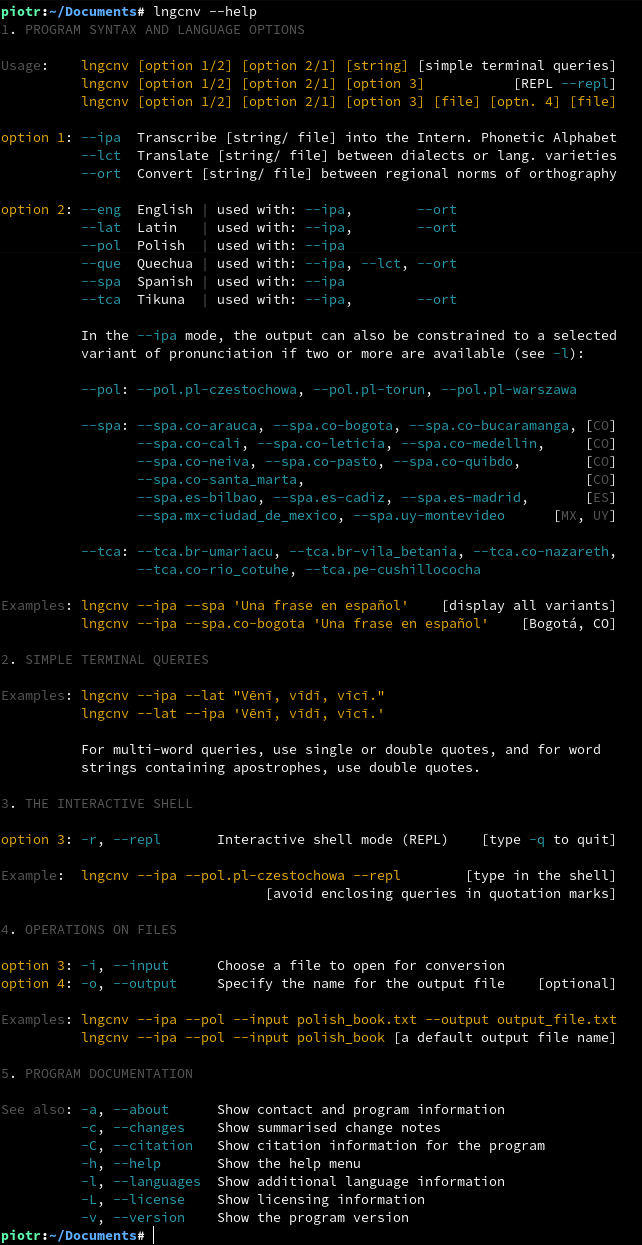 piotr:~/Documents# lngcnv --help
1. PROGRAM SYNTAX AND LANGUAGE OPTIONS
Usage:    lngcnv [option 1/2] [option 2/1] [string] [simple terminal queries]
          lngcnv [option 1/2] [option 2/1] [option 3]           [REPL --repl]
          lngcnv [option 1/2] [option 2/1] [option 3] [file] [optn. 4] [file]
option 1: --ipa  Transcribe [string/ file] into the Intern. Phonetic Alphabet
          --lct  Translate [string/ file] between dialects or lang. varieties
          --ort  Convert [string/ file] between regional norms of orthography
option 2: --eng  English | used with: --ipa,        --ort
          --lat  Latin   | used with: --ipa,        --ort
          --pol  Polish  | used with: --ipa
          --que  Quechua | used with: --ipa, --lct, --ort
          --spa  Spanish | used with: --ipa
          --tca  Tikuna  | used with: --ipa,        --ort
          In the --ipa mode, the output can also be constrained to a selected
          variant of pronunciation if two or more are available (see -l):
          --pol: --pol.pl-czestochowa, --pol.pl-torun, --pol.pl-warszawa
          --spa: --spa.co-arauca, --spa.co-bogota, --spa.co-bucaramanga, [CO]
                 --spa.co-cali, --spa.co-leticia, --spa.co-medellin,     [CO]
                 --spa.co-neiva, --spa.co-pasto, --spa.co-quibdo,        [CO]
                 --spa.co-santa_marta,                                   [CO]
                 --spa.es-bilbao, --spa.es-cadiz, --spa.es-madrid,       [ES]
                 --spa.mx-ciudad_de_mexico, --spa.uy-montevideo      [MX, UY]
          --tca: --tca.br-umariacu, --tca.br-vila_betania, --tca.co-nazareth,
                 --tca.co-rio_cotuhe, --tca.pe-cushillococha
Examples: lngcnv --ipa --spa 'Una frase en español'    [display all variants]
          lngcnv --ipa --spa.co-bogota 'Una frase en español'    [Bogotá, CO]
2. SIMPLE TERMINAL QUERIES
Examples: lngcnv --ipa --lat "Vēnī, vīdī, vīcī."
          lngcnv --lat --ipa 'Vēnī, vīdī, vīcī.'
          For multi-word queries, use single or double quotes, and for word
          strings containing apostrophes, use double quotes.
3. THE INTERACTIVE SHELL
option 3: -r, --repl       Interactive shell mode (REPL)    [type -q to quit]
Example:  lngcnv --ipa --pol.pl-czestochowa --repl        [type in the shell]
                                 [avoid enclosing queries in quotation marks]
4. OPERATIONS ON FILES
option 3: -i, --input      Choose a file to open for conversion
option 4: -o, --output     Specify the name for the output file    [optional]
Examples: lngcnv --ipa --pol --input polish_book.txt --output output_file.txt
          lngcnv --ipa --pol --input polish_book [a default output file name]
5. PROGRAM DOCUMENTATION
See also: -a, --about      Show contact and program information
          -c, --changes    Show summarised change notes
          -C, --citation   Show citation information for the program
          -h, --help       Show the help menu
          -l, --languages  Show additional language information
          -L, --license    Show licensing information
          -v, --version    Show the program version
piotr:~/Documents#